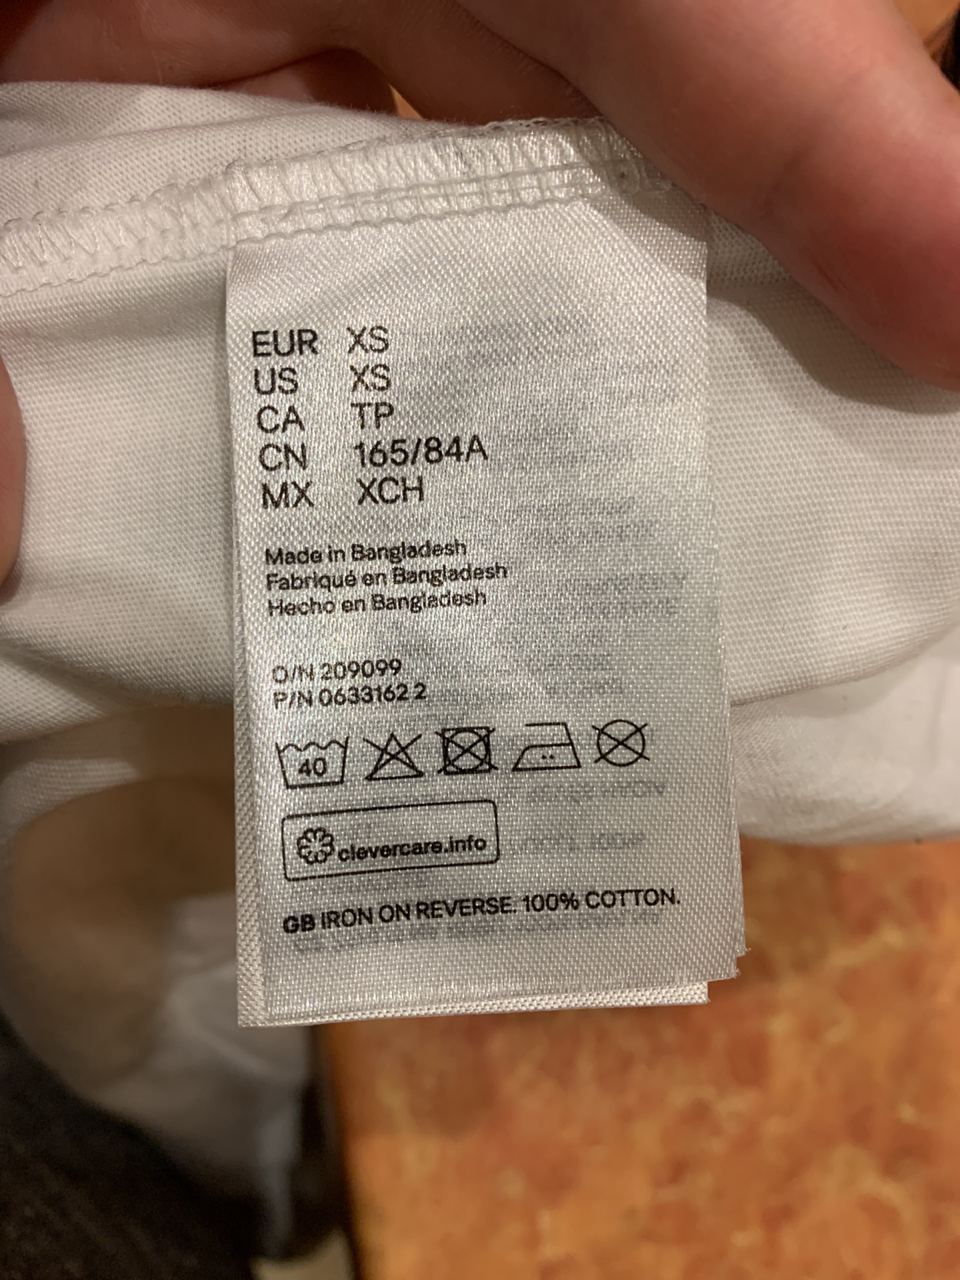 EUR XS
US XS
CA TP
CN 165/84A
MX XCH
Made in Bangladesh
Fabriqué en Bangladesh
Hecho en Bangladesh
O/N 209099
P/N 0633162 2
40
clevercare.info
GB IRON ON REVERSE. 100% COTTON.